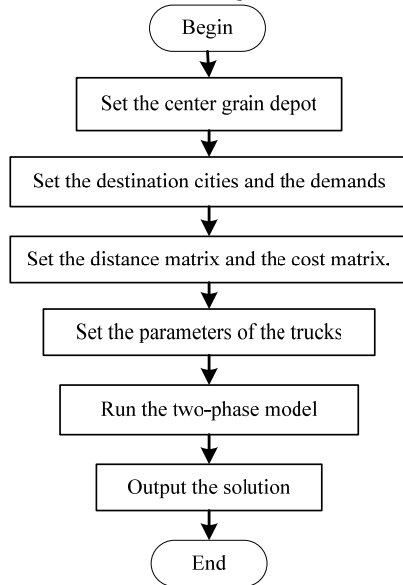 Begin
Set the center grain depot
Set the destination cities and the demands
Set the distance matrix and the cost matrix.
Set the parameters of the trucks
Run the two-phase model
Output the solution
End